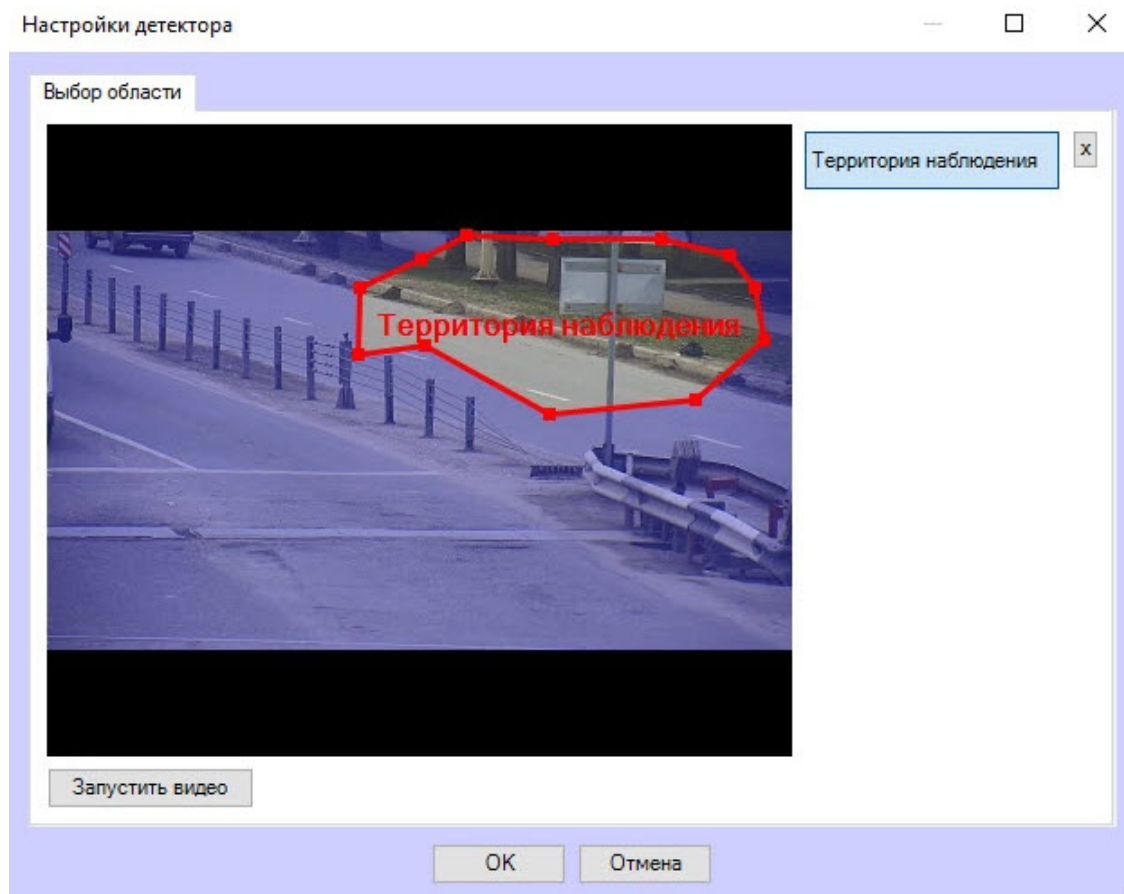 Настройки детектора
Выбор области
Территория наблюдения
x
Территория наблюдения
Запустить видео
OK
Отмена